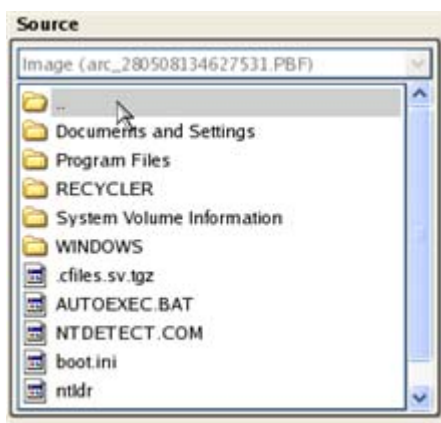 Source
Image (arc_280508134627531.PBF)
..
Documents and Settings
Program Files
RECYCLER
System Volume Information
WINDOWS
.cfiles.sv.tgz
AUTOEXEC.BAT
NTDETECT.COM
boot.ini
ntldr